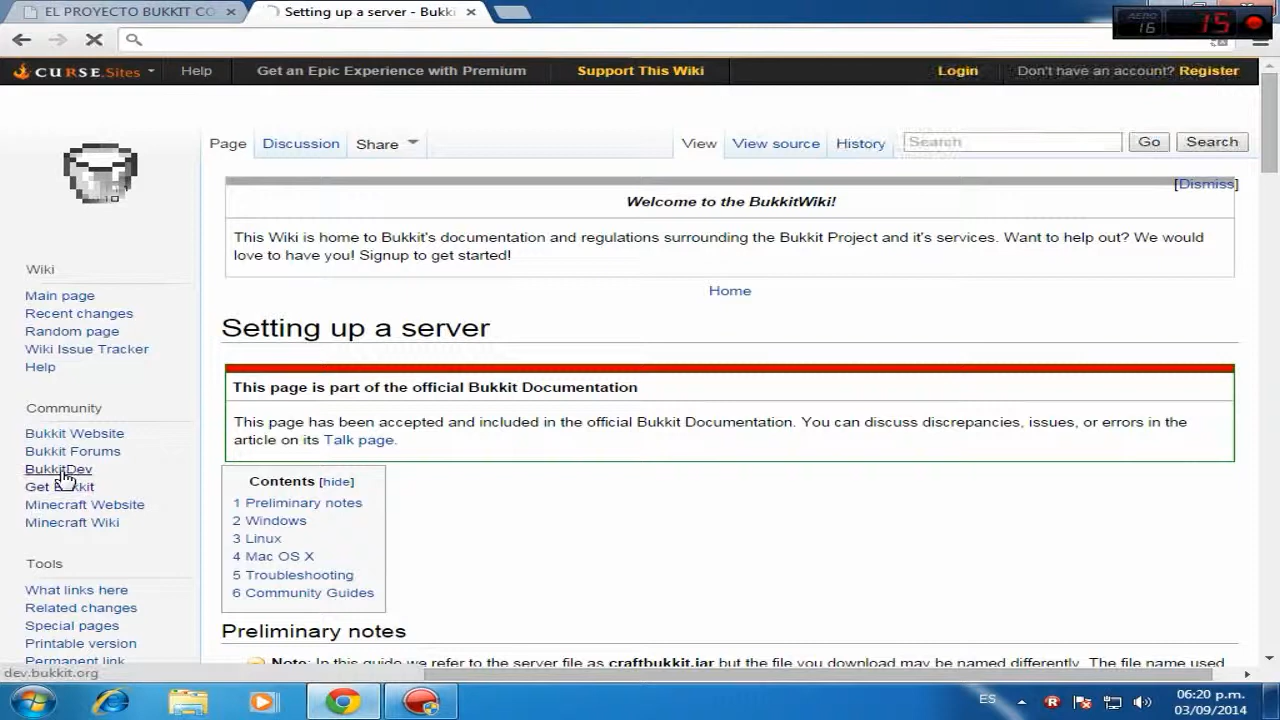 EL PROYECTO BUKKIT CO
Setting up a server - Bukki
AERO
16
15
CURSE.Sites
Help
Get an Epic Experience with Premium
Support This Wiki
Login
Don't have an account? Register
Page
Discussion
Share
View
View source
History
Search
Go
Search
[Dismiss]
Welcome to the BukkitWiki!
This Wiki is home to Bukkit's documentation and regulations surrounding the Bukkit Project and it's services. Want to help out? We would
love to have you! Signup to get started!
Home
Setting up a server
This page is part of the official Bukkit Documentation
This page has been accepted and included in the official Bukkit Documentation. You can discuss discrepancies, issues, or errors in the
article on its Talk page.
Contents [hide]
1 Preliminary notes
2 Windows
3 Linux
4 Mac OS X
5 Troubleshooting
6 Community Guides
Preliminary notes
Note: In this guide we refer to the server file as craftbukkit.jar but the file you download may be named differently. The file name used
Wiki
Main page
Recent changes
Random page
Wiki Issue Tracker
Help
Community
Bukkit Website
Bukkit Forums
BukkitDev
Get Bukkit
Minecraft Website
Minecraft Wiki
Tools
What links here
Related changes
Special pages
Printable version
Permanent link
dev.bukkit.org
ES
06:20 p.m.
03/09/2014